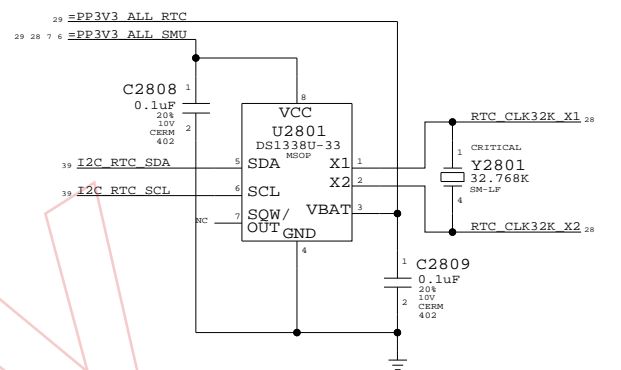 29 =PP3V3_ALL_RTC
29 28 7 6 =PP3V3_ALL_SMU
C2808
0.1uF
20%
10V
CERM
402
1
2
8
VCC
U2801
DS1338U-33
MSOP
39 I2C_RTC_SDA 5 SDA
39 I2C_RTC_SCL 6 SCL
NC 7 SQW/
OUT
GND
4
X1 1
X2 2
VBAT 3
RTC_CLK32K_X1 28
1 CRITICAL
Y2801
32.768K
SM-LF
4
RTC_CLK32K_X2 28
1 C2809
0.1uF
20%
10V
CERM
402
2